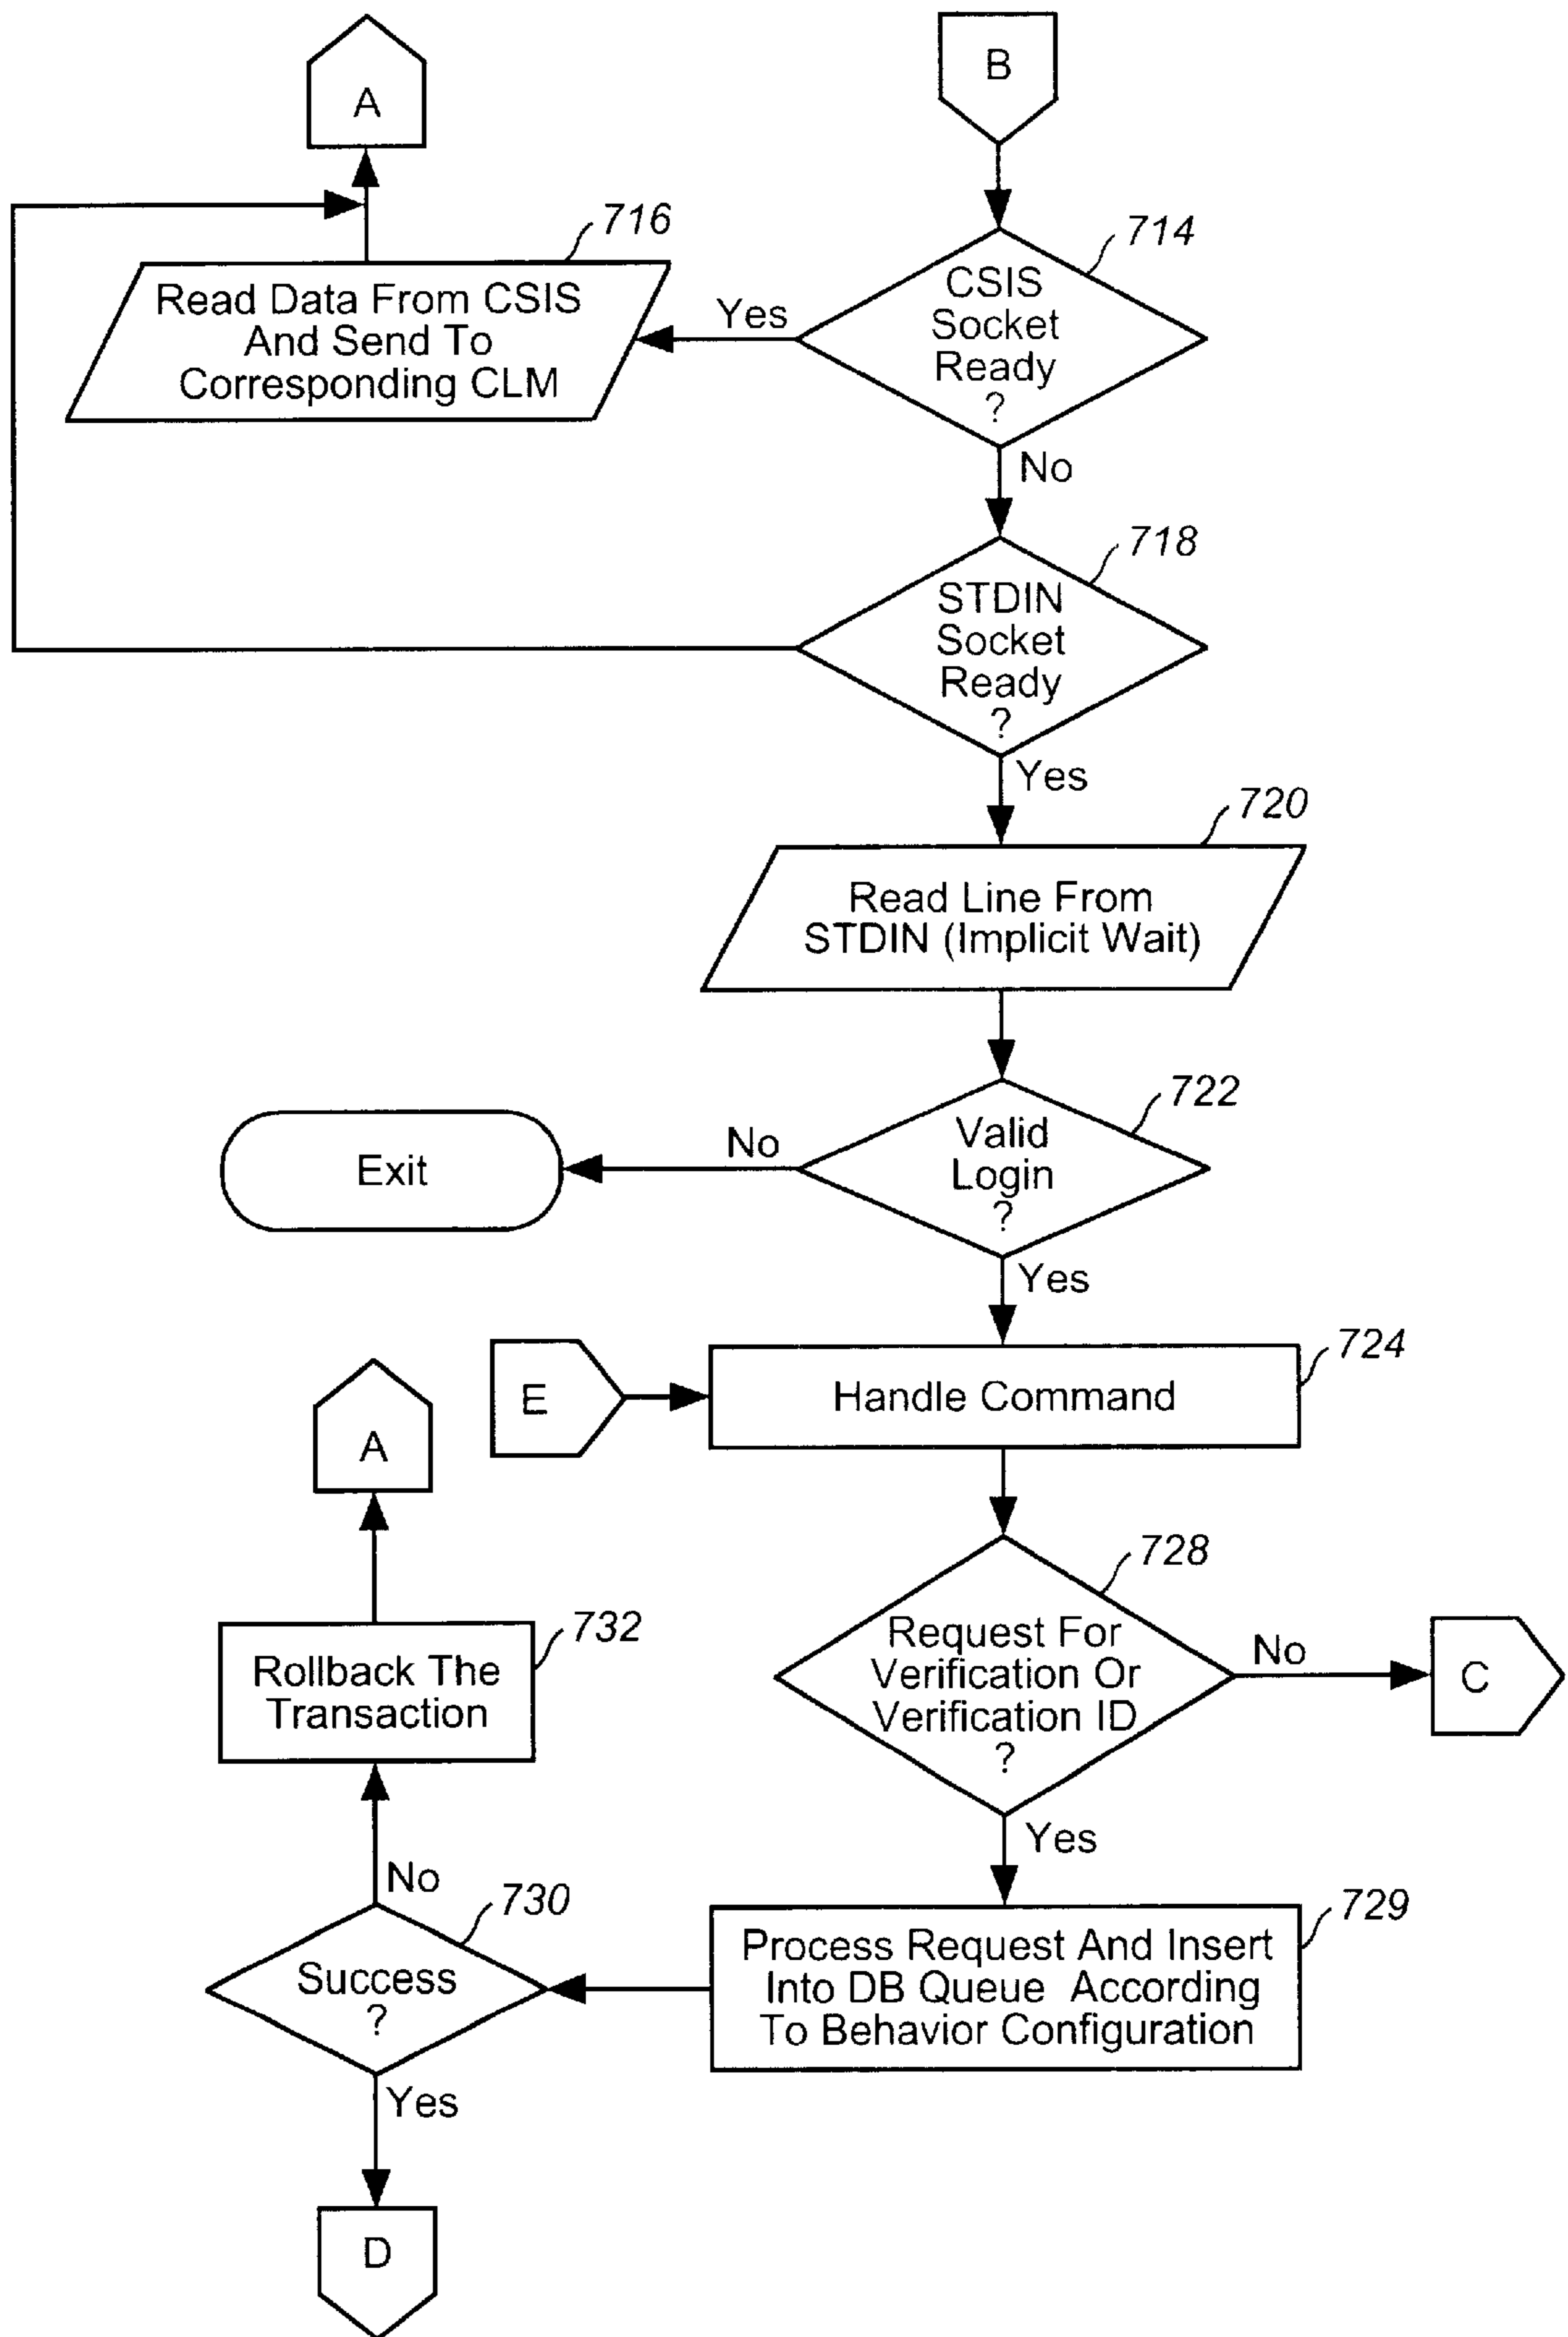 A
B
716
714
Read Data From CSIS
And Send To
Corresponding CLM
Yes
CSIS
Socket
Ready
?
No
718
STDIN
Socket
Ready
?
Yes
720
Read Line From
STDIN (Implicit Wait)
722
Valid
Login
?
No
Exit
Yes
724
E
Handle Command
A
728
Request For
Verification Or
Verification ID
?
No
C
732
Rollback The
Transaction
Yes
No
730
729
Success
?
Process Request And Insert
Into DB Queue According
To Behavior Configuration
Yes
D